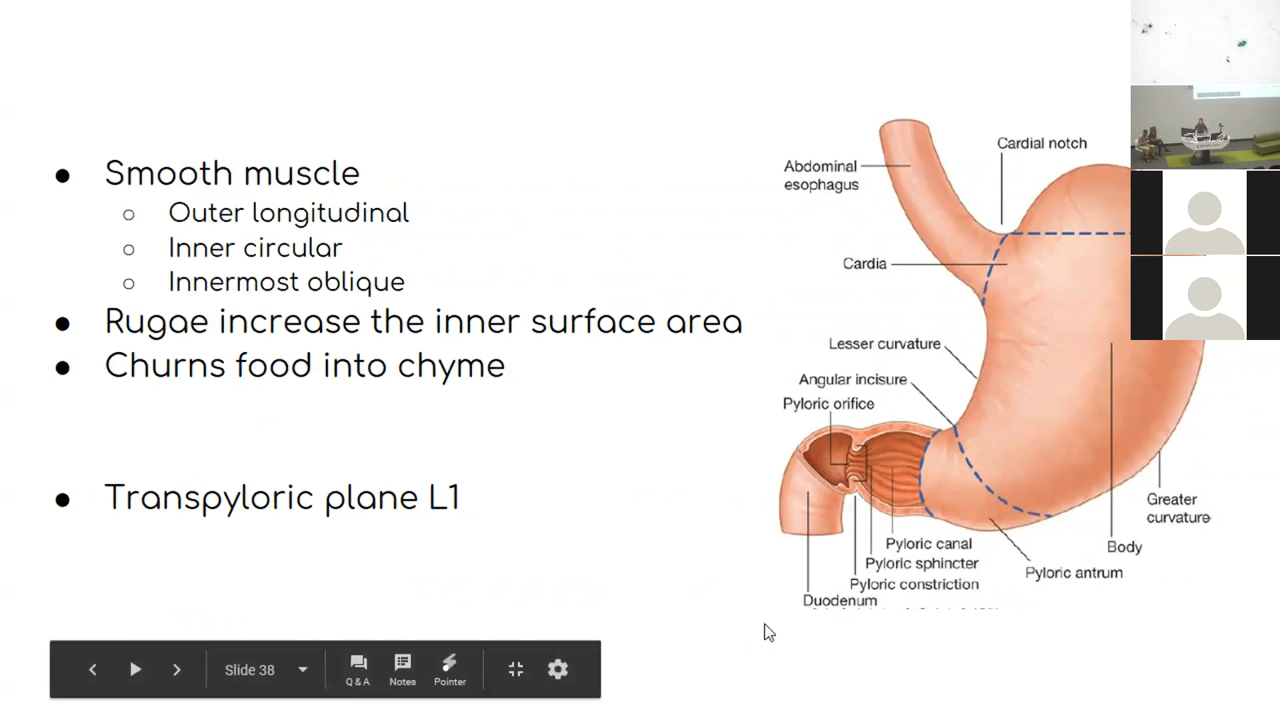 ● Smooth muscle
○ Outer longitudinal
○ Inner circular
○ Innermost oblique
● Rugae increase the inner surface area
● Churns food into chyme
● Transpyloric plane L1
Cardial notch
Abdominal
esophagus
Cardia
Lesser curvature
Angular incisure
Pyloric orifice
Greater
curvature
Pyloric canal
Body
Pyloric sphincter
Pyloric antrum
Pyloric constriction
Duodenum
Slide 38
Q & A
Notes
Pointer